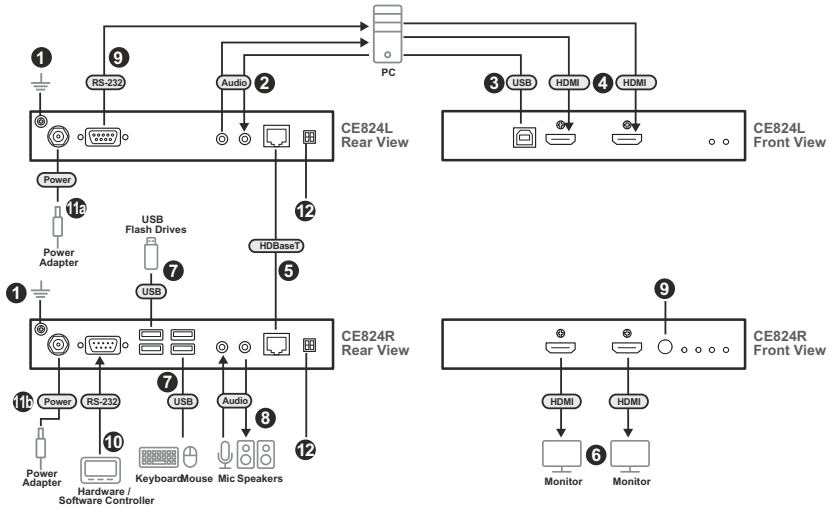 PC
1
9
RS-232
Audio
2
3
USB
HDMI
4
HDMI
CE824L
Rear View
CE824L
Front View
Power
11a
Power
Adapter
12
USB
Flash Drives
7
USB
HDBaseT
5
1
CE824R
Rear View
9
CE824R
Front View
11b
Power
RS-232
7
USB
Audio
8
12
HDMI
HDMI
10
6
Power
Adapter
Hardware /
Software Controller
Keyboard
Mouse
Mic
Speakers
Monitor
Monitor